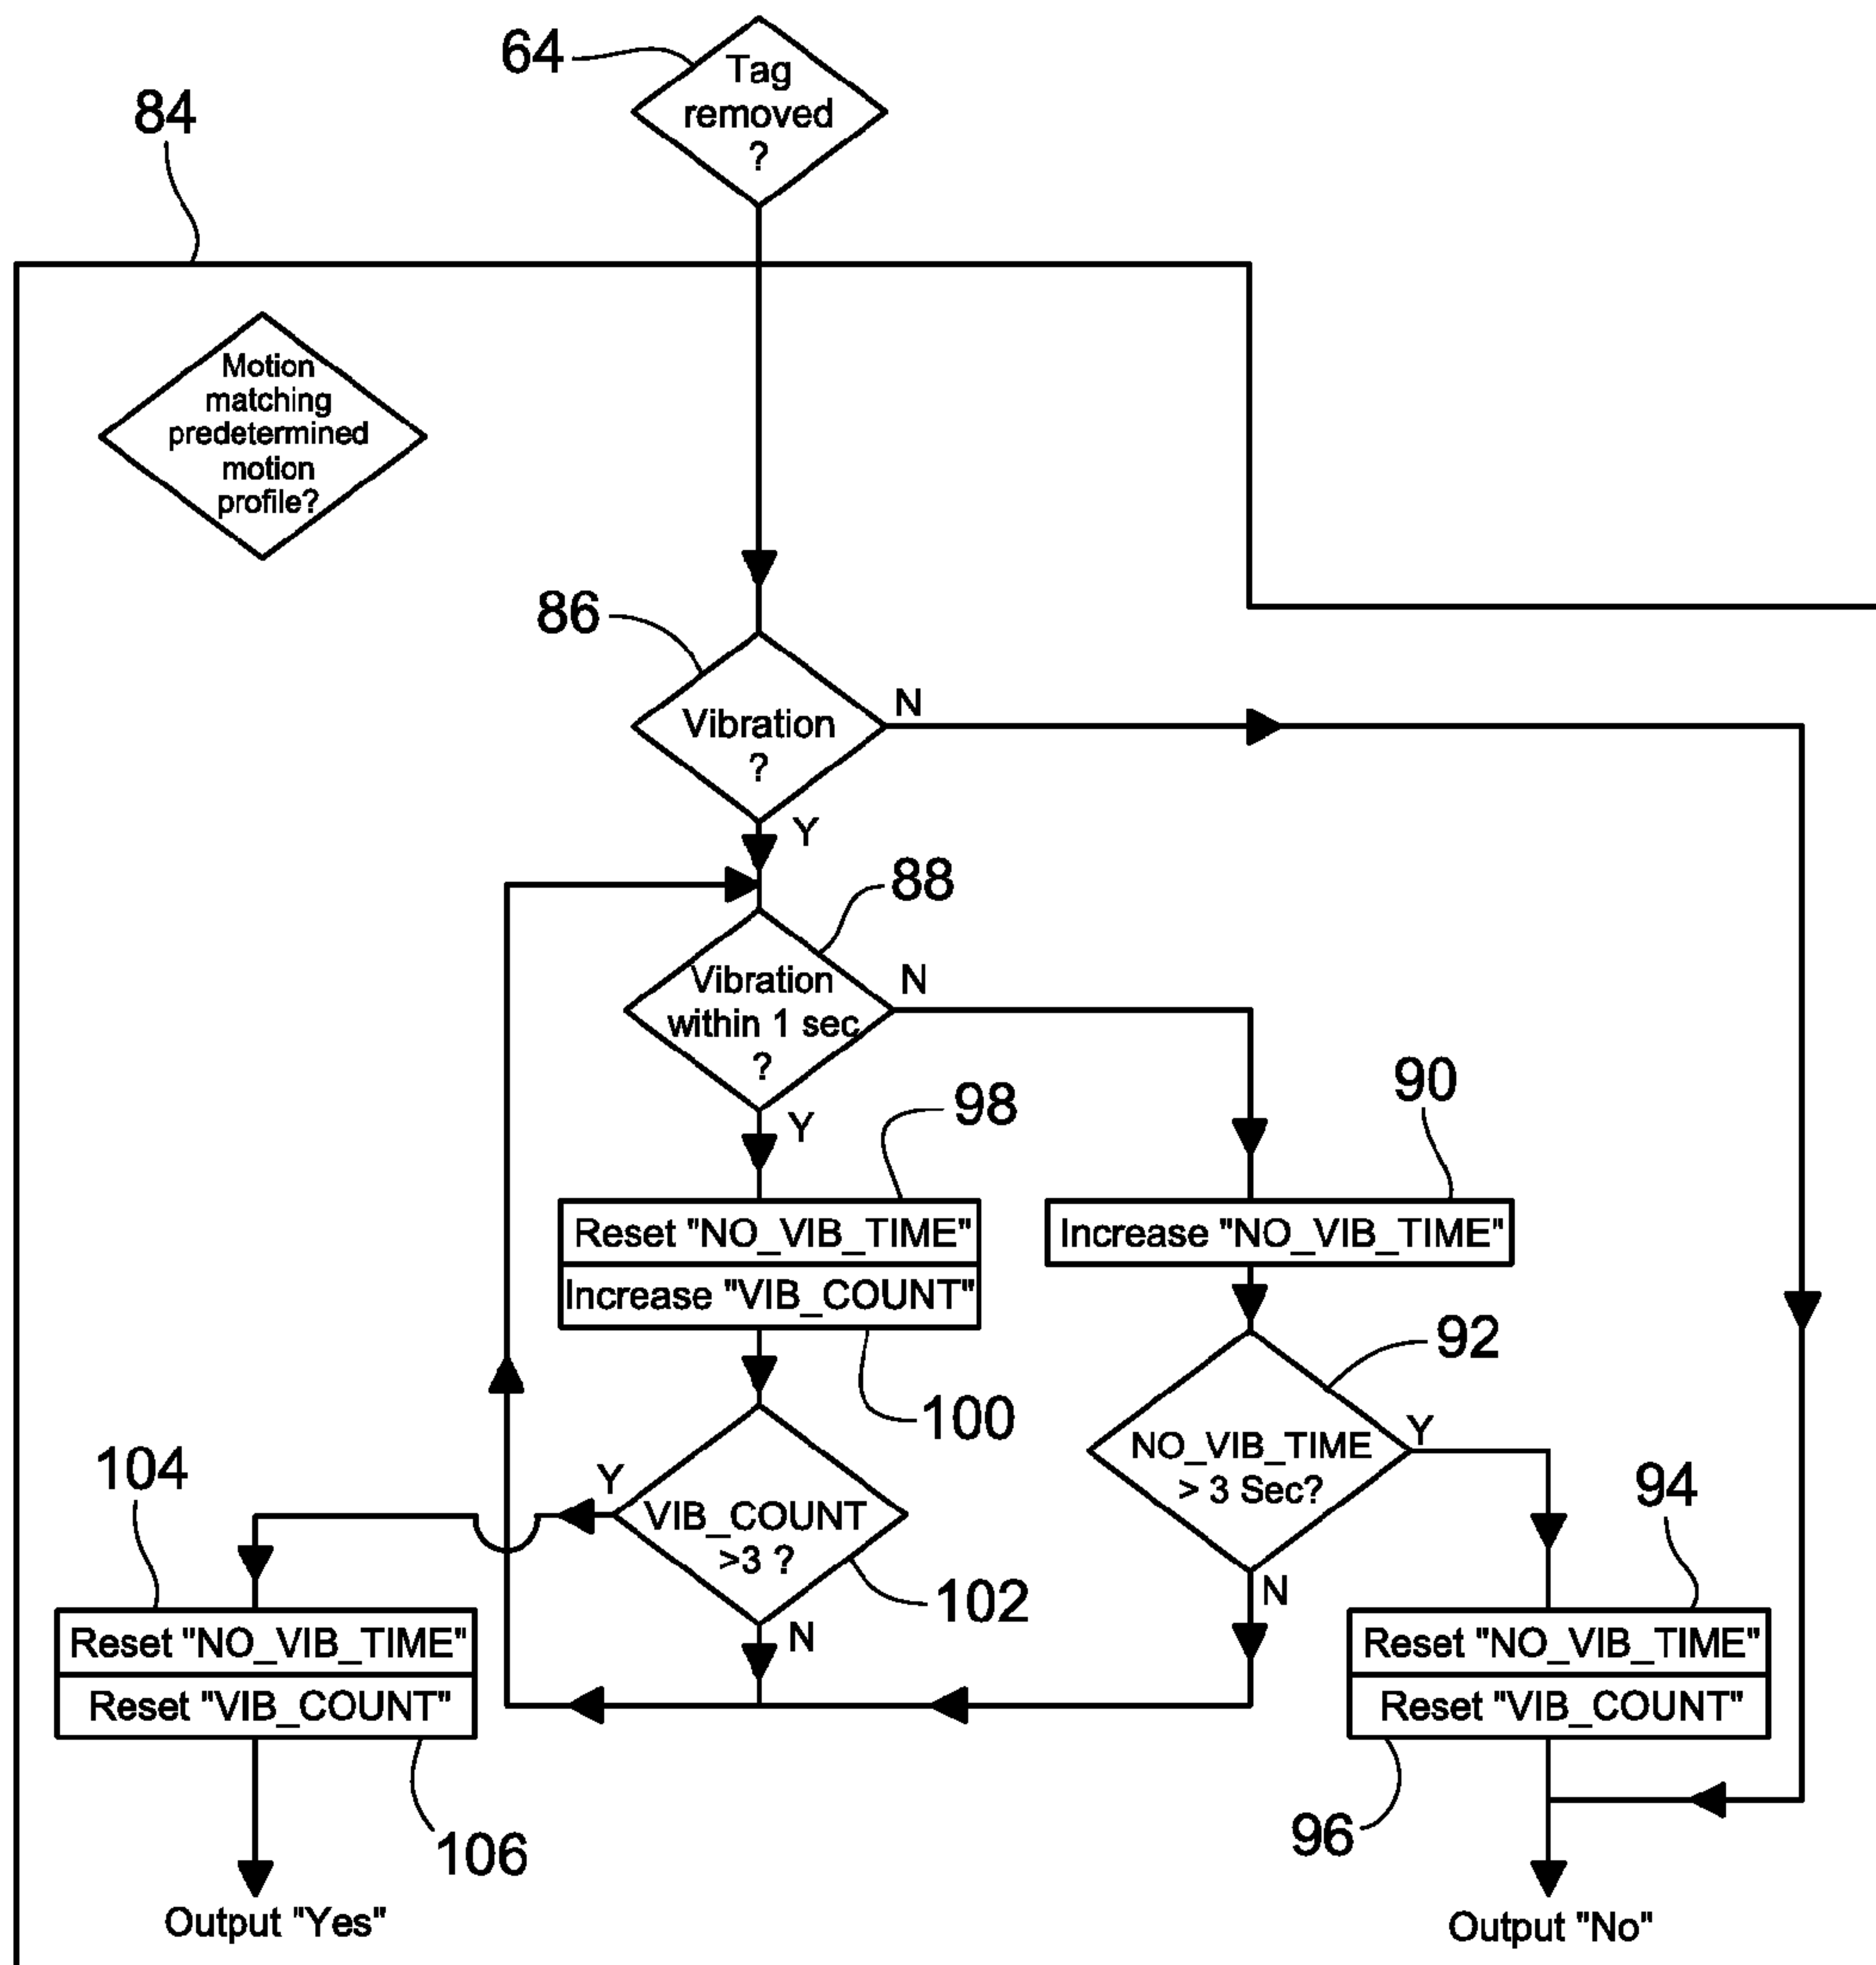 64
Tag
removed
?
84
Motion
matching
predetermined
motion
profile?
86
Vibration
?
N
Y
88
Vibration
within 1 sec
?
N
Y
98
90
Reset "NO_VIB_TIME"
Increase "VIB_COUNT"
Increase "NO_VIB_TIME"
100
92
NO_VIB_TIME
> 3 Sec?
Y
N
104
Y
VIB_COUNT
>3 ?
102
N
94
Reset "NO_VIB_TIME"
Reset "VIB_COUNT"
Reset "NO_VIB_TIME"
Reset "VIB_COUNT"
106
96
Output "Yes"
Output "No"